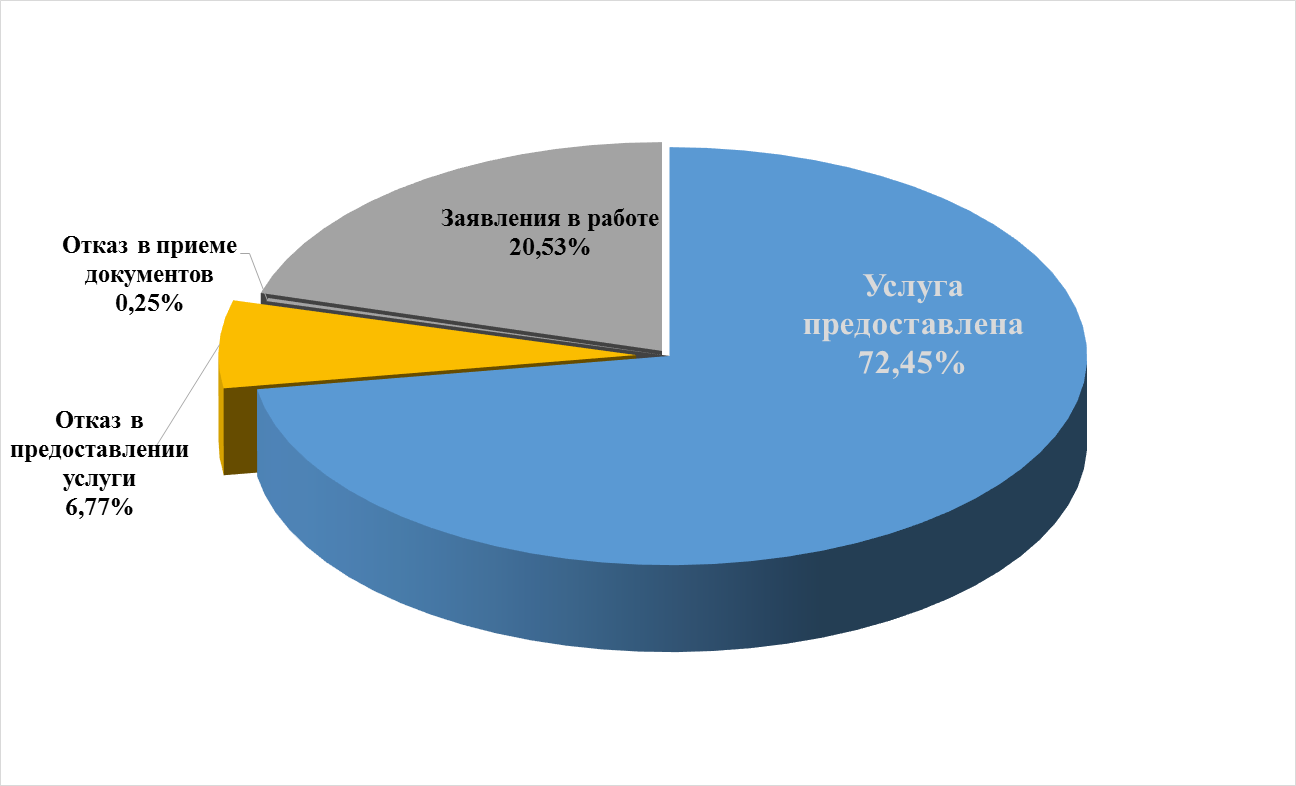 Заявления в работе
20,53%
Отказ в приеме
документов
0,25%
Услуга
предоставлена
72,45%
Отказ в
предоставлении
услуги
6,77%